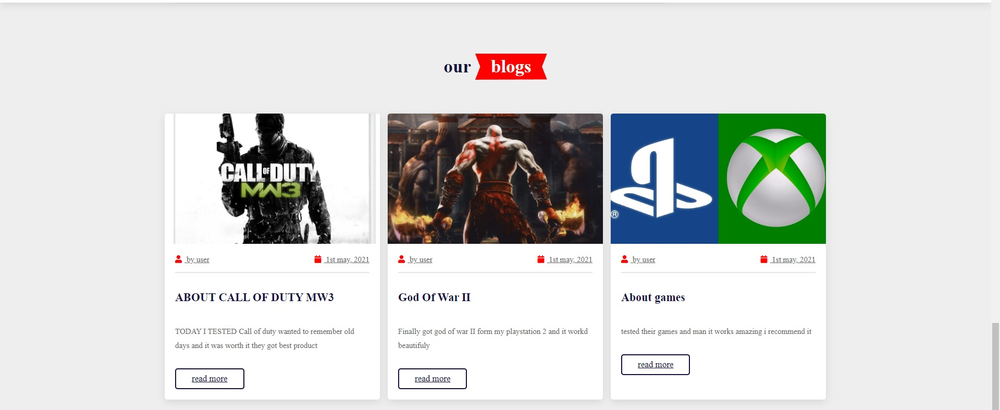 our blogs
CALL OF DUTY
MW3
®
by user 1st may, 2021
ABOUT CALL OF DUTY MW3
TODAY I TESTED Call of duty wanted to remember old
days and it was worth it they got best product
read more
by user 1st may, 2021
God Of War II
Finally got god of war II form my playstation 2 and it workd
beautifuly
read more
by user 1st may, 2021
About games
tested their games and man it works amazing i recommend it
read more